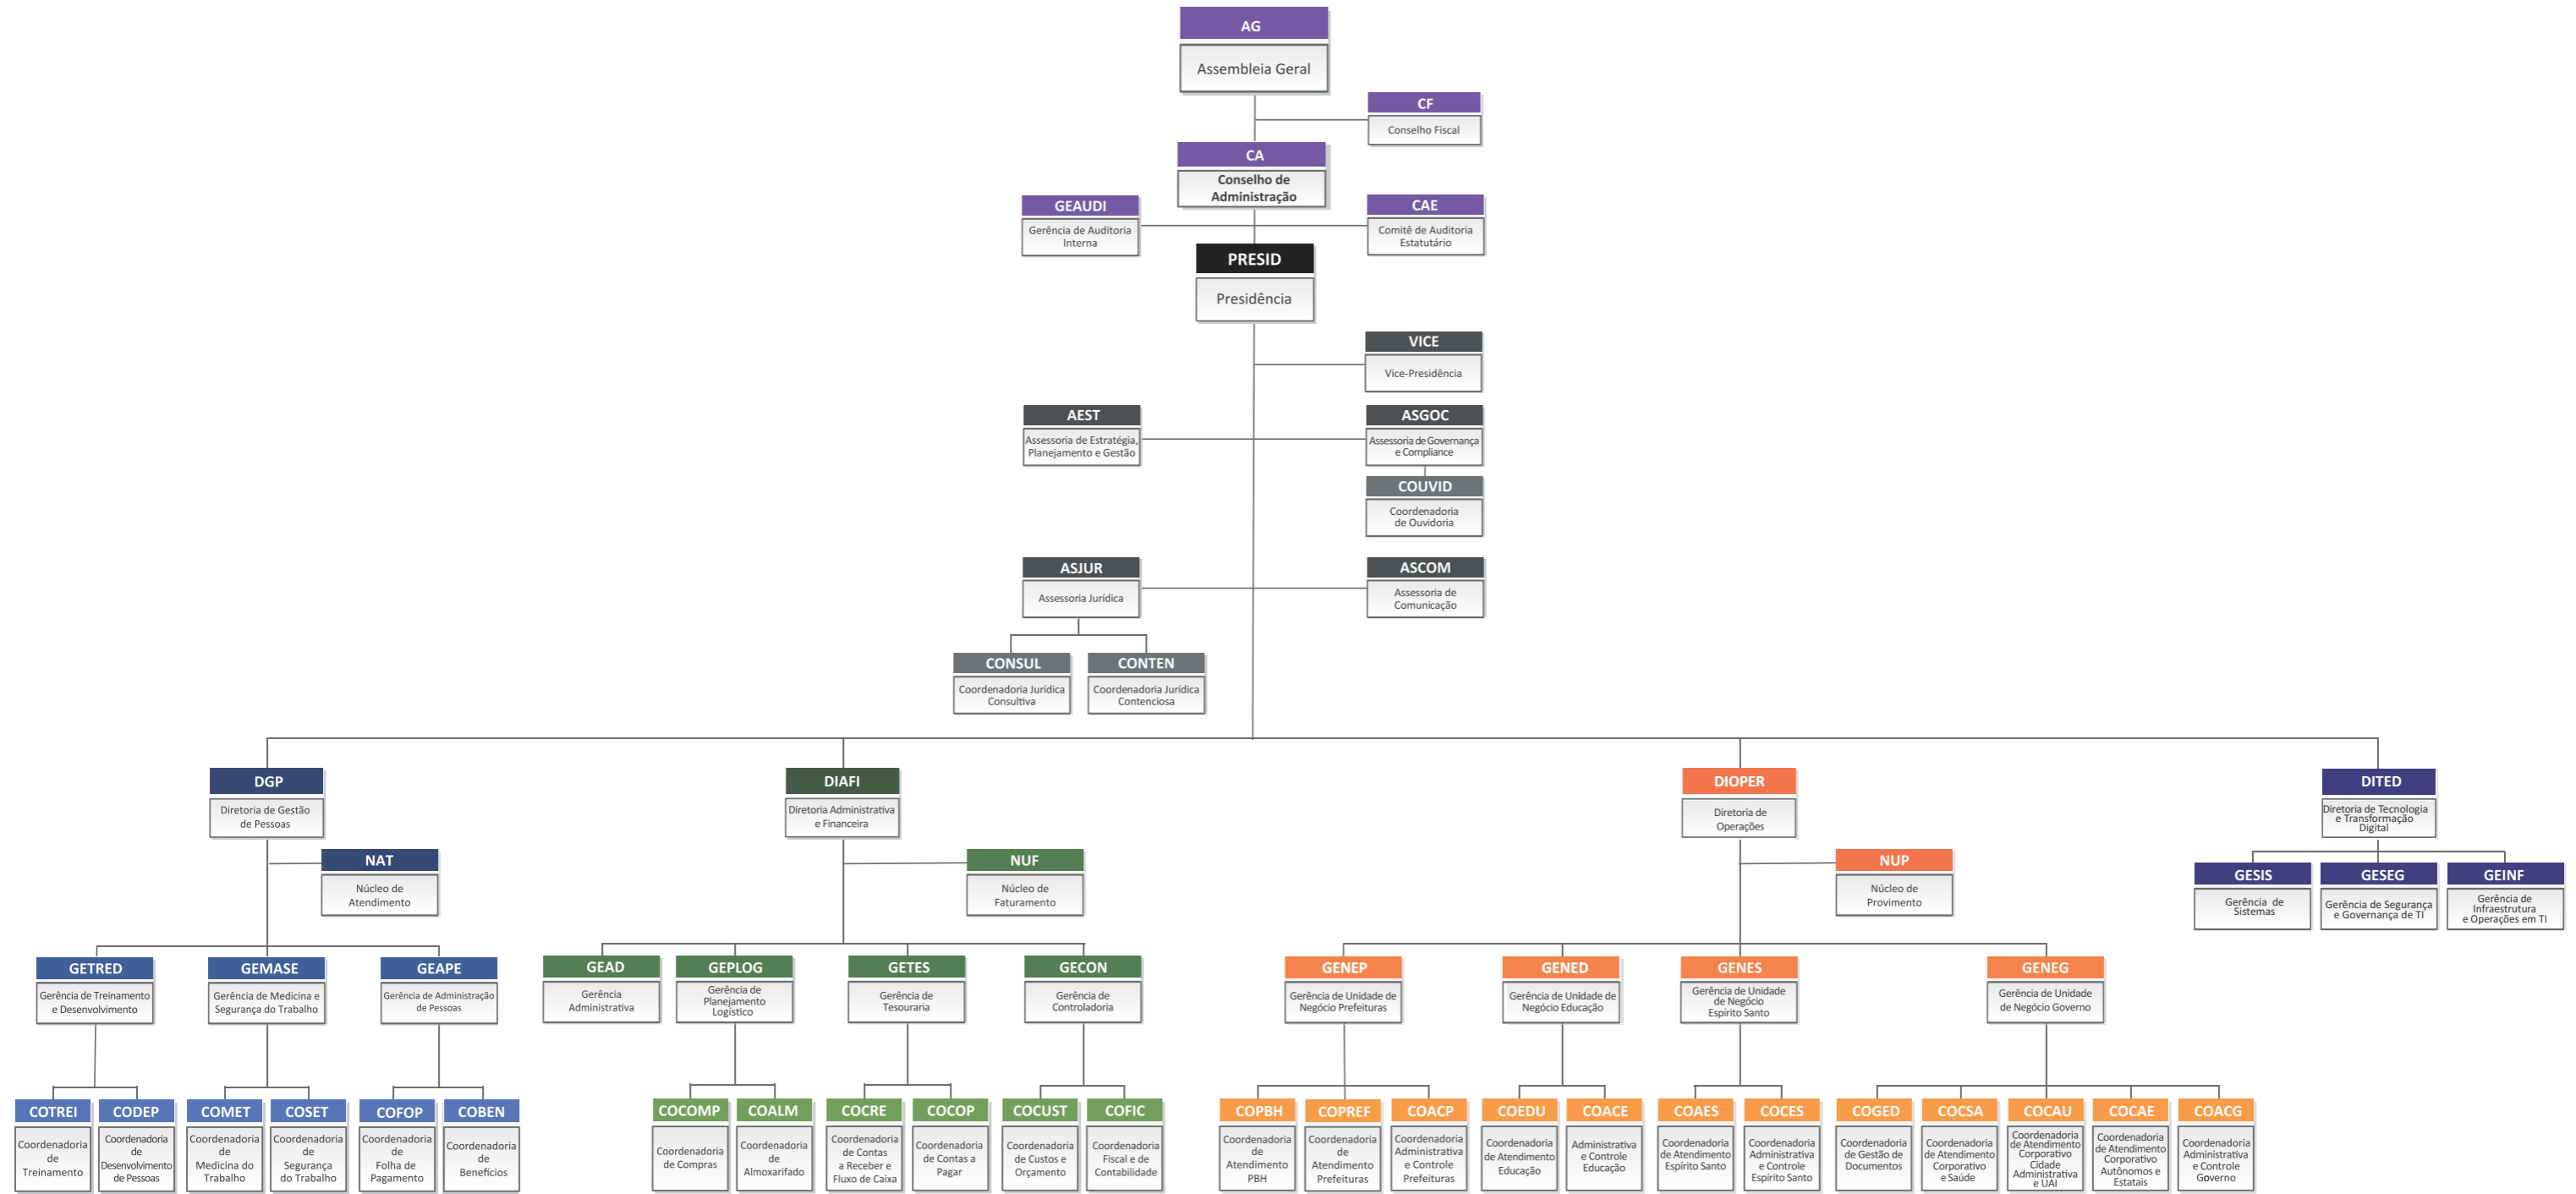 AG
Assembleia Geral
CF
Conselho Fiscal
CA
Conselho de
Administração
GEAUDI
Gerência de Auditoria
Interna
CAE
Comitê de Auditoria
Estatutário
PRESID
Presidência
VICE
Vice-Presidência
AEST
Assessoria de Estratégia,
Planejamento e Gestão
ASGOC
Assessoria de Governança
e Compliance
COUVID
Coordenadoria
de Ouvidoria
ASJUR
Assessoria Jurídica
ASCOM
Assessoria de
Comunicação
CONSUL
Coordenadoria Jurídica
Consultiva
CONTEN
Coordenadoria Jurídica
Contenciosa
DGP
Diretoria de Gestão
de Pessoas
DIAFI
Diretoria Administrativa
e Financeira
DIOPER
Diretoria de
Operações
DITED
Diretoria de Tecnologia
e Transformação
Digital
NAT
Núcleo de
Atendimento
NUF
Núcleo de
Faturamento
NUP
Núcleo de
Provimento
GESIS
Gerência de
Sistemas
GESEG
Gerência de Segurança
e Governança de TI
GEINF
Gerência de
Infraestrutura
e Operações em TI
GETRED
Gerência de Treinamento
e Desenvolvimento
GEMASE
Gerência de Medicina e
Segurança do Trabalho
GEAPE
Gerência de Administração
de Pessoas
GEAD
Gerência
Administrativa
GEPLOG
Gerência de
Planejamento
Logístico
GETES
Gerência de
Tesouraria
GECON
Gerência de
Controladoria
GENEP
Gerência de Unidade de
Negócio Prefeituras
GENED
Gerência de Unidade de
Negócio Educação
GENES
Gerência de Unidade
de Negócio
Espírito Santo
GENEG
Gerência de Unidade
de Negócio Governo
COTREI
Coordenadoria
de
Treinamento
CODEP
Coordenadoria
de
Desenvolvimento
de Pessoas
COMET
Coordenadoria
de
Medicina do
Trabalho
COSET
Coordenadoria
de
Segurança
do Trabalho
COFOP
Coordenadoria
de
Folha de
Pagamento
COBEN
Coordenadoria
de
Benefícios
COCOMP
Coordenadoria
de Compras
COALM
Coordenadoria
de
Almoxarifado
COCRE
Coordenadoria
de Contas
a Receber e
Fluxo de Caixa
COCOP
Coordenadoria
de Contas a
Pagar
COCUST
Coordenadoria
de Custos e
Orçamento
COFIC
Coordenadoria
Fiscal e de
Contabilidade
COPBH
Coordenadoria
de
Atendimento
PBH
COPREF
Coordenadoria
de
Atendimento
Prefeituras
COACP
Coordenadoria
Administrativa
e Controle
Prefeituras
COEDU
Coordenadoria
de Atendimento
Educação
COACE
Administrativa
e Controle
Educação
COAES
Coordenadoria
de Atendimento
Espírito Santo
COCES
Coordenadoria
Administrativa
e Controle
Espírito Santo
COGED
Coordenadoria
de Gestão de
Documentos
COCSA
Coordenadoria
de Atendimento
Corporativo
e Saúde
COCAU
Coordenadoria
de Atendimento
Corporativo
Cidade
Administrativa
e UAI
COCAE
Coordenadoria
de Atendimento
Corporativo
Autônomos e
Estatais
COACG
Coordenadoria
Administrativa
e Controle
Governo